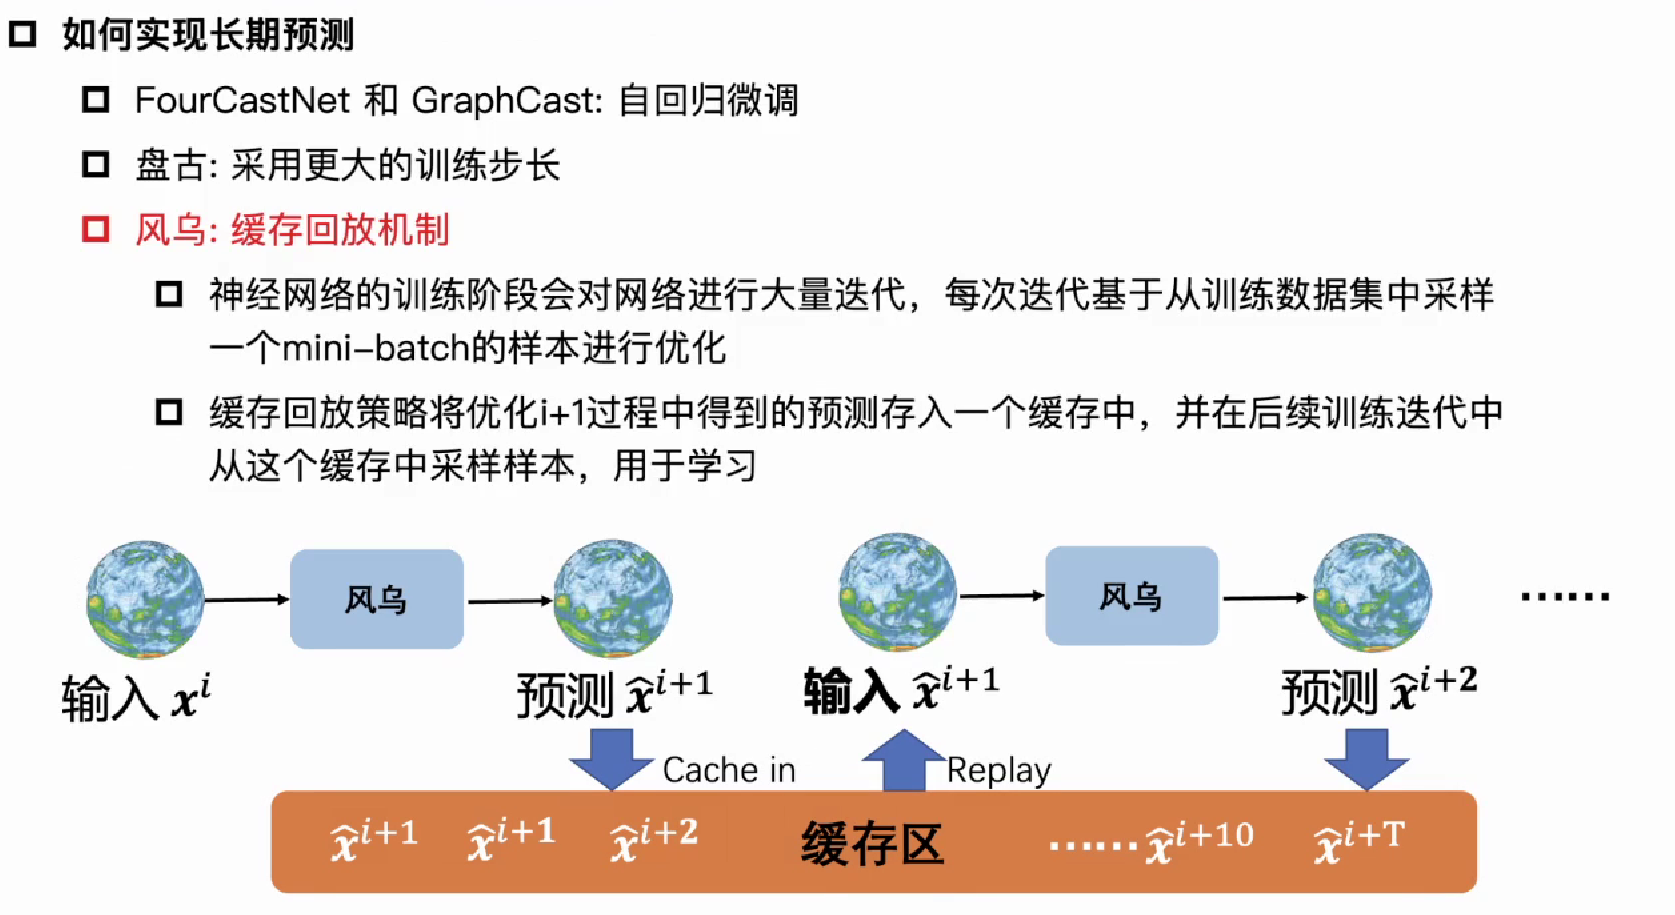 如何实现长期预测
FourCastNet 和 GraphCast: 自回归微调
盘古: 采用更大的训练步长
风乌: 缓存回放机制
神经网络的训练阶段会对网络进行大量迭代，每次迭代基于从训练数据集中采样
一个mini-batch的样本进行优化
缓存回放策略将优化i+1过程中得到的预测存入一个缓存中，并在后续训练迭代中
从这个缓存中采样样本，用于学习
风乌
风乌
......
输入 x^i
预测 x̂^{i+1}
输入 x̂^{i+1}
预测 x̂^{i+2}
Cache in
Replay
x̂^{i+1} x̂^{i+1} x̂^{i+2} 缓存区 ...... x̂^{i+10} x̂^{i+T}